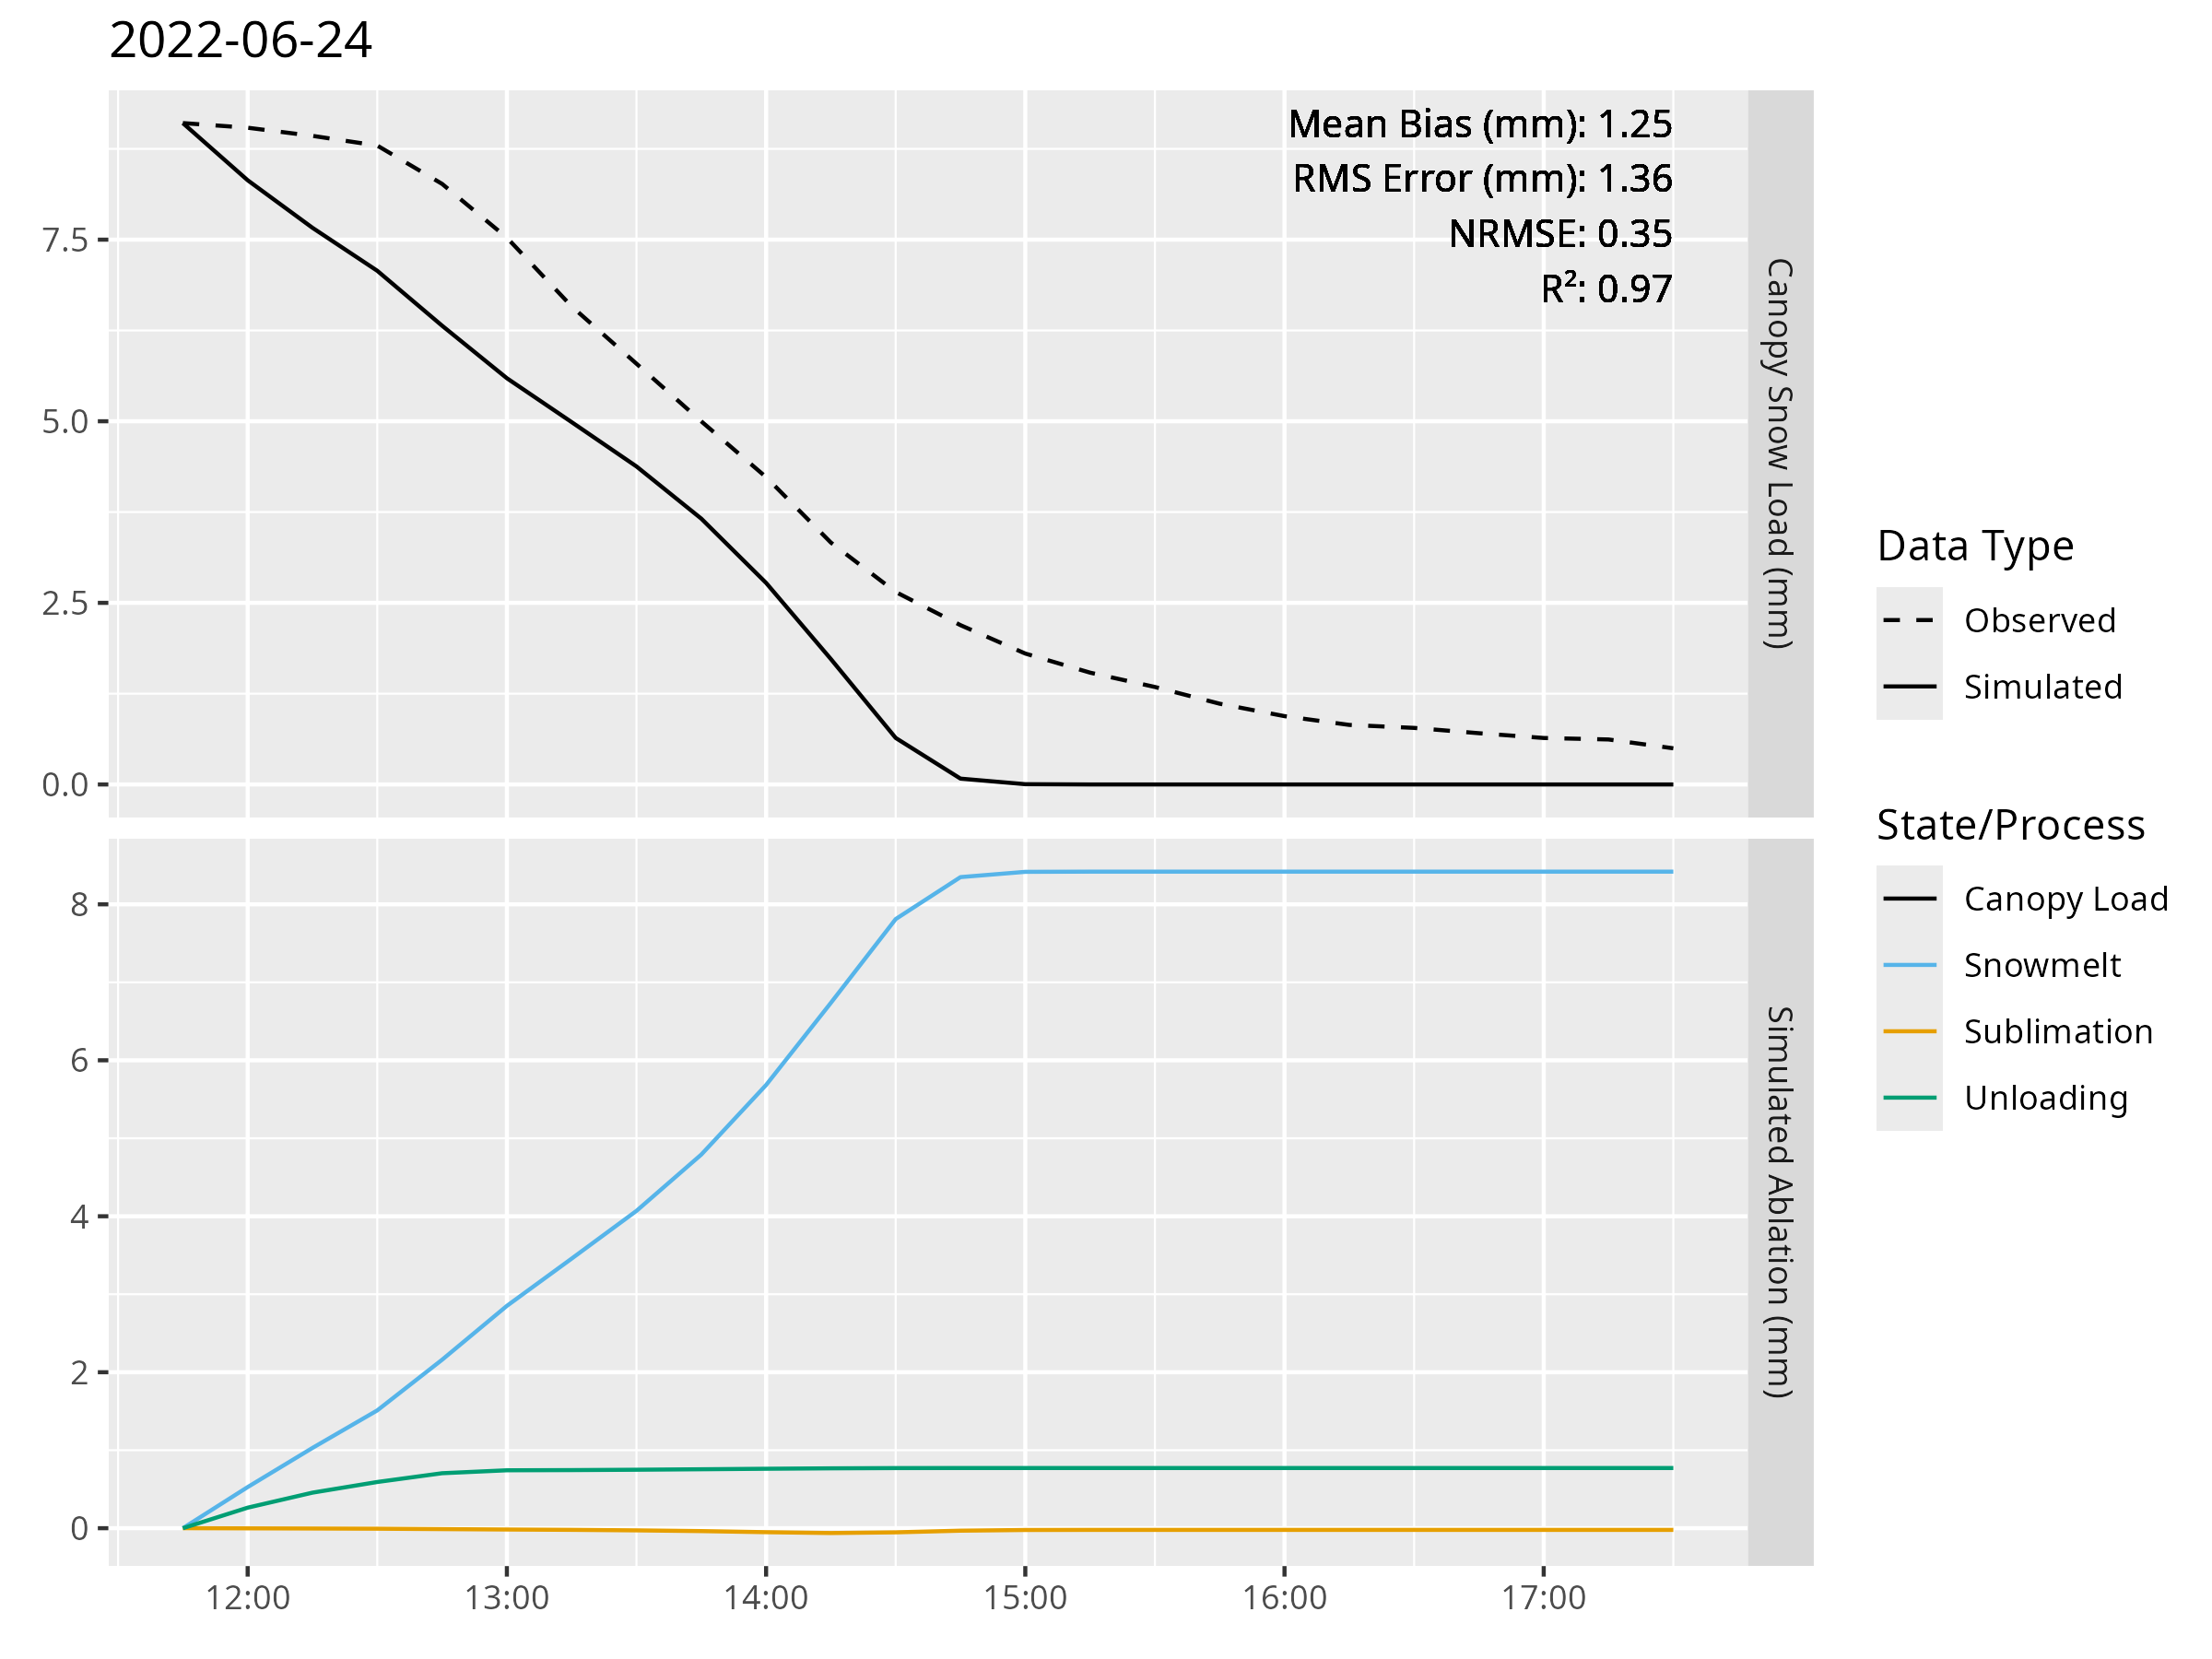 2022-06-24
Mean Bias (mm): 1.25
RMS Error (mm): 1.36
NRMSE: 0.35
R²: 0.97
7.5
5.0
2.5
0.0
Canopy Snow Load (mm)
8
6
4
2
0
Simulated Ablation (mm)
12:00
13:00
14:00
15:00
16:00
17:00
Data Type
Observed
Simulated
State/Process
Canopy Load
Snowmelt
Sublimation
Unloading